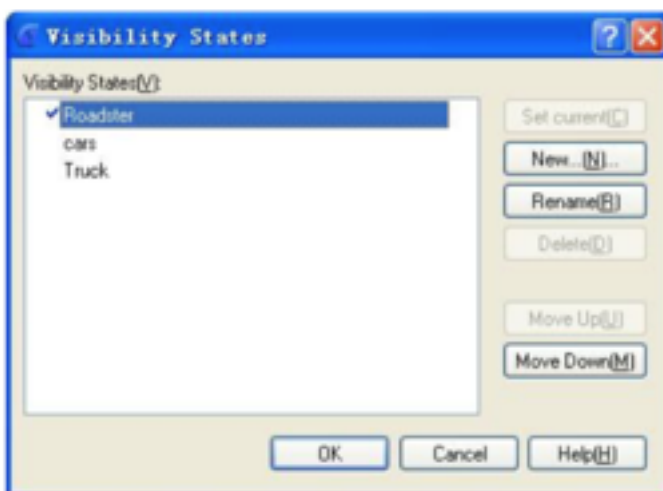 Visibility States
Visibility States(V):
Roadster
cars
Truck
Set current(C)
New...(N)...
Rename(R)
Delete(D)
Move Up(U)
Move Down(M)
OK
Cancel
Help(H)